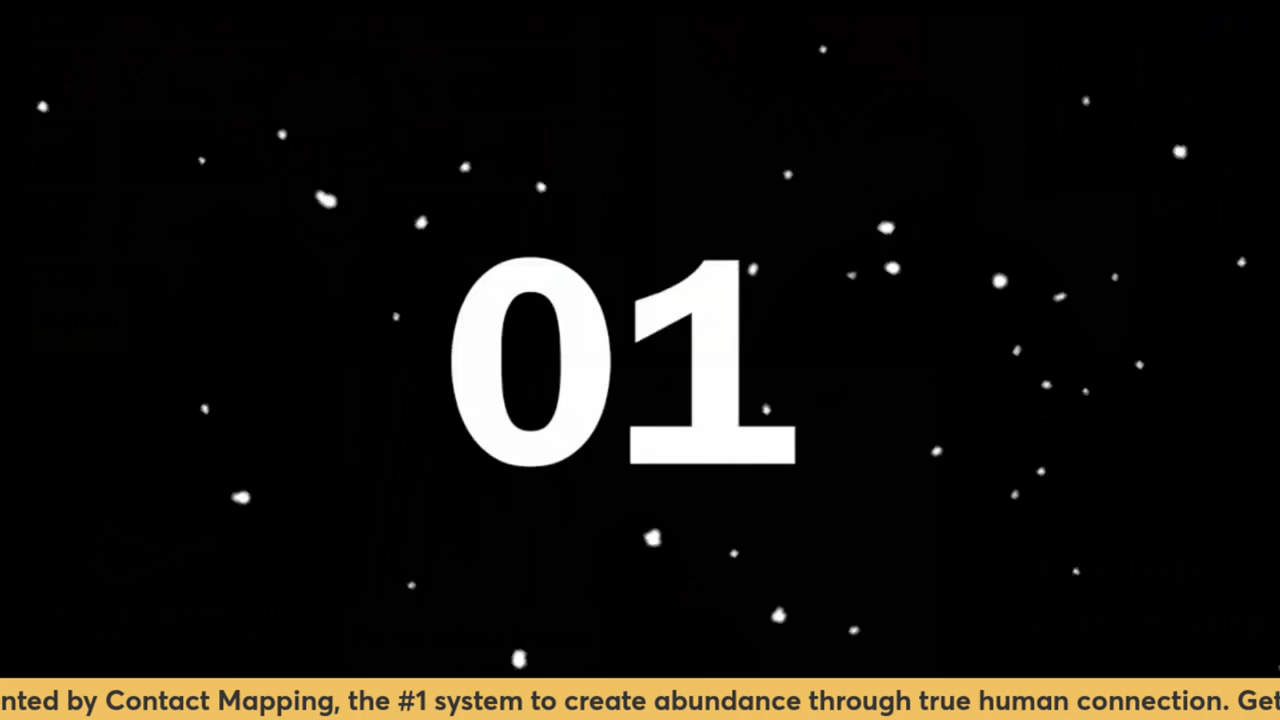 01
nted by Contact Mapping, the #1 system to create abundance through true human connection. Get